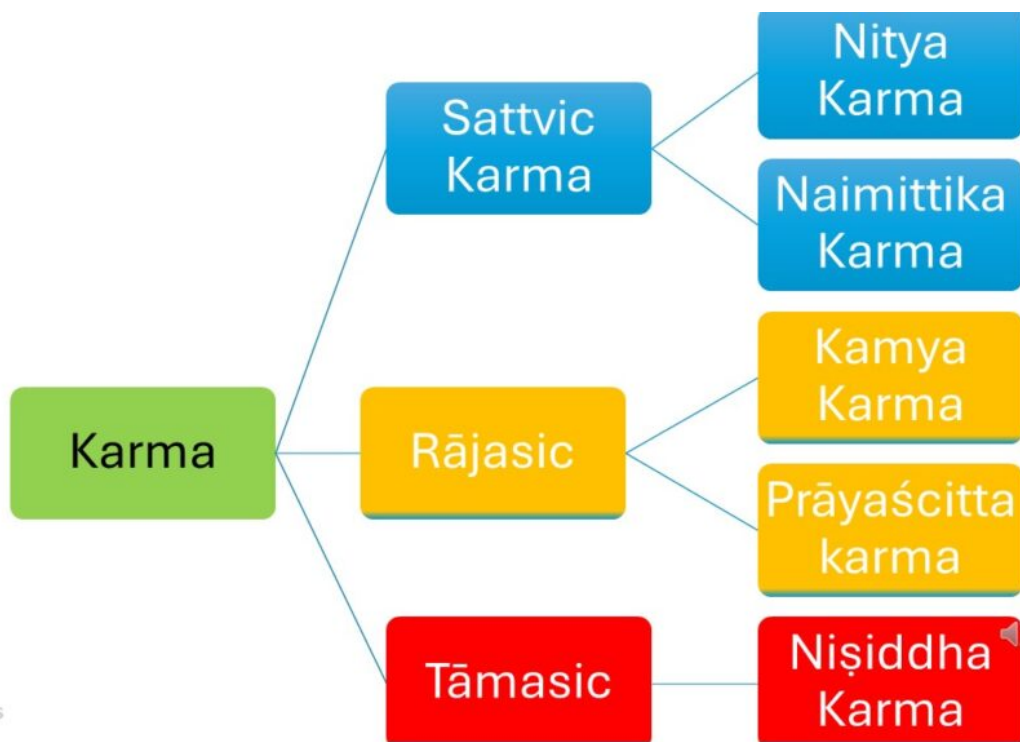 Nitya
Karma
Sattvic
Karma
Naimittika
Karma
Kamya
Karma
Karma
Rājasic
Prāyaścitta
karma
Tāmasic
Niṣiddha
Karma